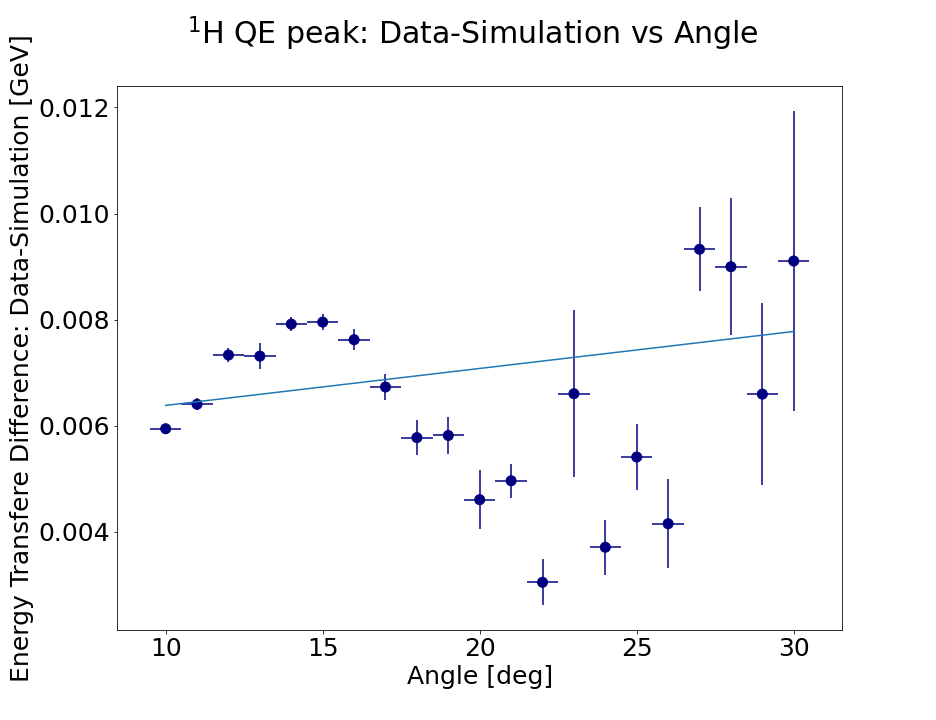 ¹H QE peak: Data-Simulation vs Angle
Energy Transfere Difference: Data-Simulation [GeV]
0.012
0.010
0.008
0.006
0.004
10 15 20 25 30
Angle [deg]